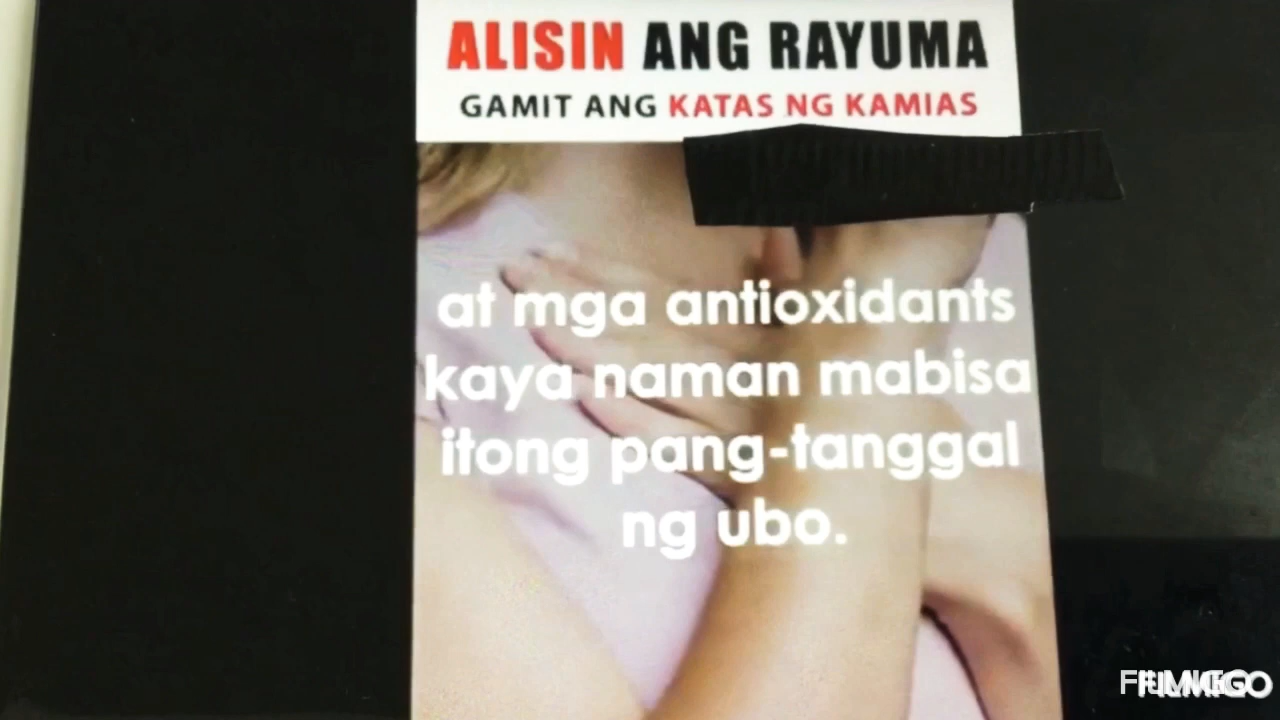 ALISIN ANG RAYUMA
GAMIT ANG KATAS NG KAMIAS
at mga antioxidants
kaya naman mabisa
itong pang-tanggal
ng ubo.
FILMIGO